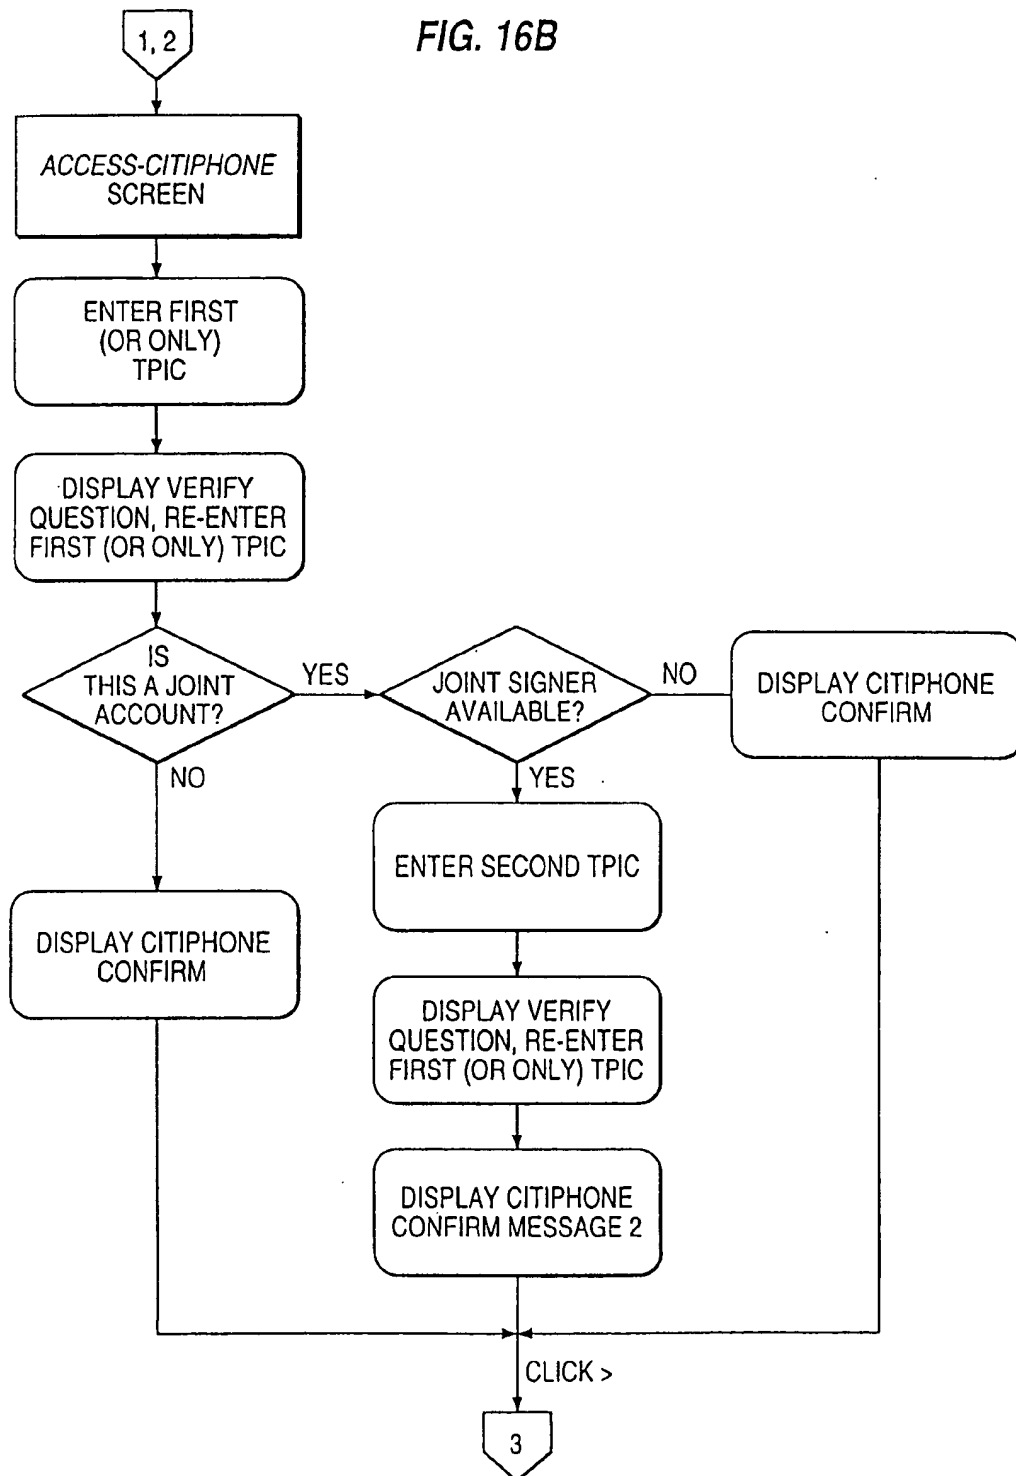 FIG. 16B
1, 2
ACCESS-CITIPHONE
SCREEN
ENTER FIRST
(OR ONLY)
TPIC
DISPLAY VERIFY
QUESTION, RE-ENTER
FIRST (OR ONLY) TPIC
IS
THIS A JOINT
ACCOUNT?
YES
JOINT SIGNER
AVAILABLE?
NO
DISPLAY CITIPHONE
CONFIRM
NO
YES
ENTER SECOND TPIC
DISPLAY CITIPHONE
CONFIRM
DISPLAY VERIFY
QUESTION, RE-ENTER
FIRST (OR ONLY) TPIC
DISPLAY CITIPHONE
CONFIRM MESSAGE 2
CLICK >
3